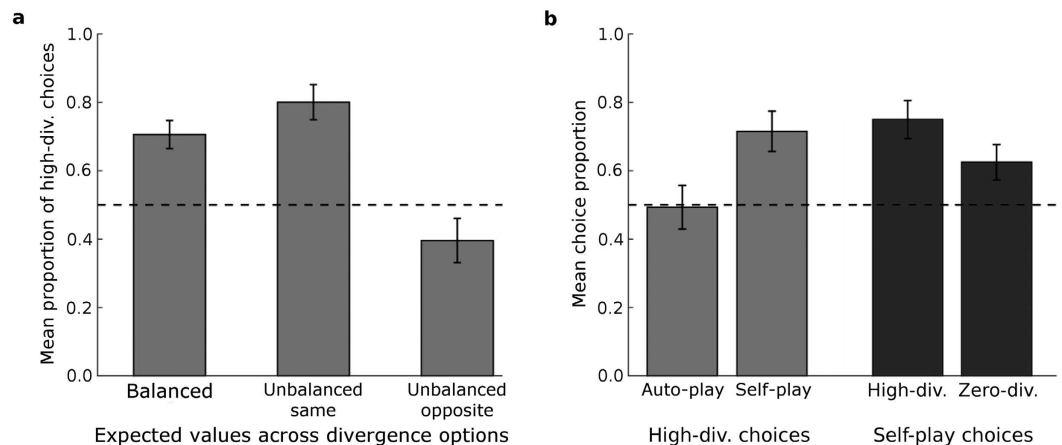 a
Mean proportion of high-div. choices
1.0
0.8
0.6
0.4
0.2
0.0
Balanced
Unbalanced
same
Unbalanced
opposite
Expected values across divergence options
b
Mean choice proportion
1.0
0.8
0.6
0.4
0.2
0.0
Auto-play
Self-play
High-div.
Zero-div.
High-div. choices
Self-play choices